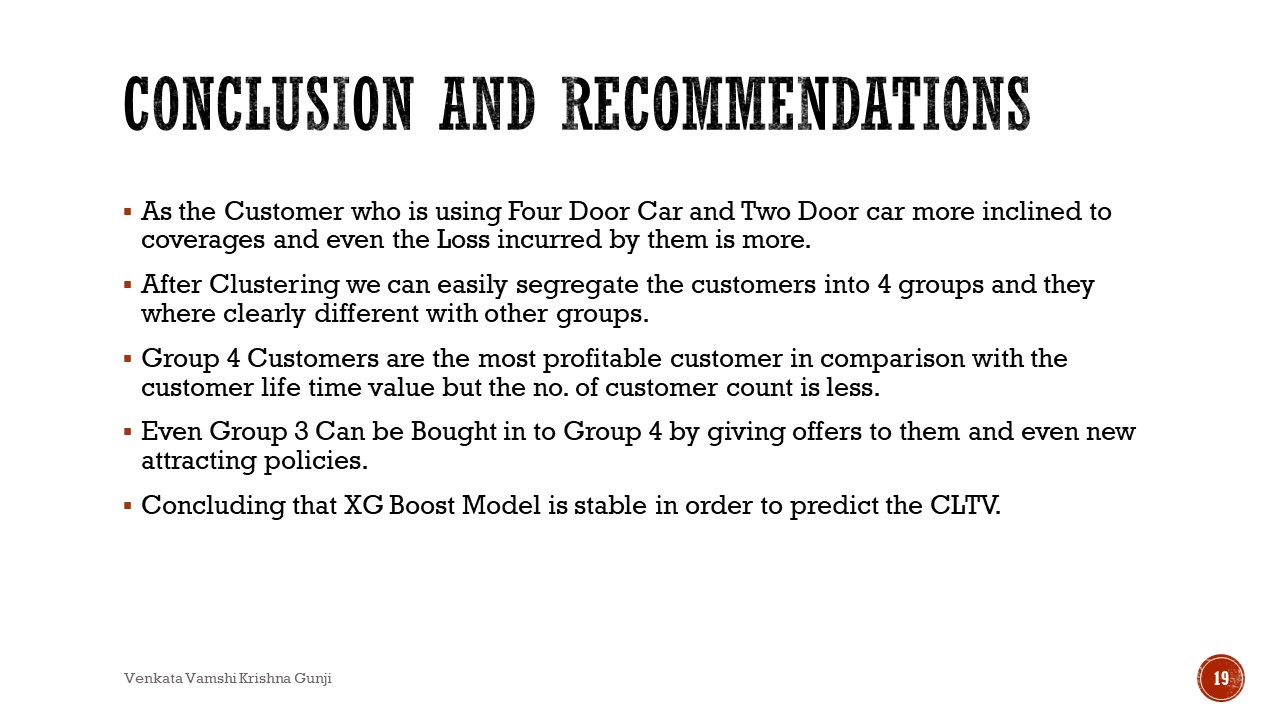 CONCLUSION AND RECOMMENDATIONS
▪ As the Customer who is using Four Door Car and Two Door car more inclined to
coverages and even the Loss incurred by them is more.
▪ After Clustering we can easily segregate the customers into 4 groups and they
where clearly different with other groups.
▪ Group 4 Customers are the most profitable customer in comparison with the
customer life time value but the no. of customer count is less.
▪ Even Group 3 Can be Bought in to Group 4 by giving offers to them and even new
attracting policies.
▪ Concluding that XG Boost Model is stable in order to predict the CLTV.
Venkata Vamshi Krishna Gunji
19